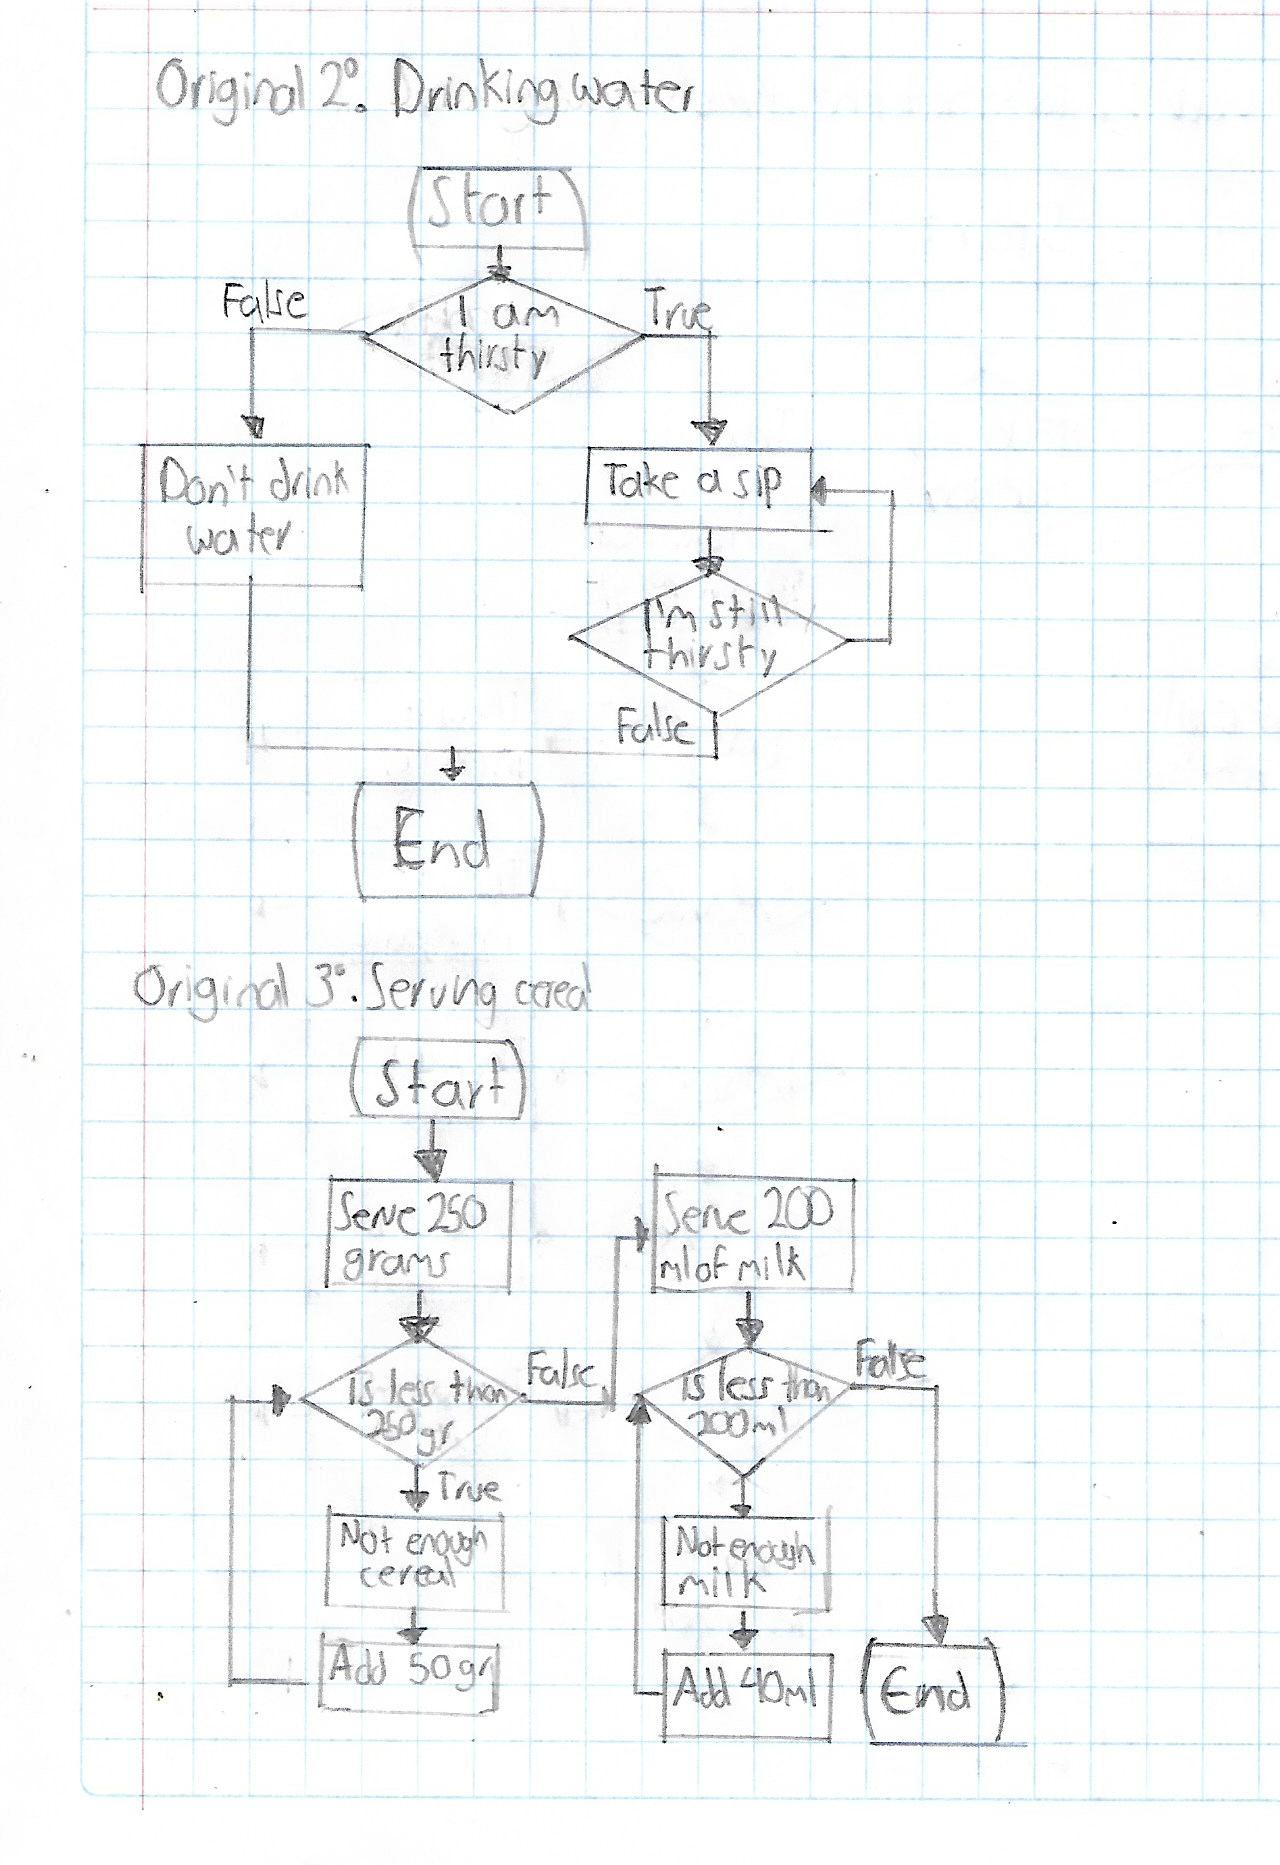 Original 2º. Drinking water
Start
False
I am
thirsty
True
Don't drink
water
Take a sip
I'm still
thirsty
False
End
Original 3º. Serving cereal
Start
Serve 250
grams
Serve 200
ml of milk
is less than
250 gr
False
is less than
200 ml
False
True
Not enough
cereal
Not enough
milk
Add 50 gr
Add 40 ml
End